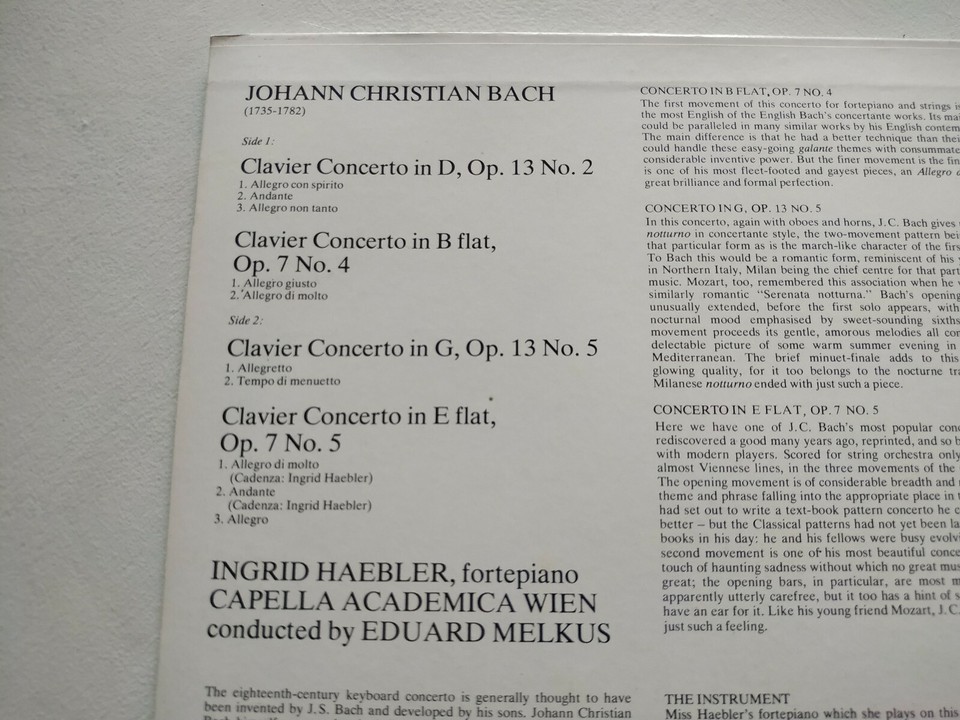 JOHANN CHRISTIAN BACH
(1735-1782)
Side 1:
Clavier Concerto in D, Op. 13 No. 2
1. Allegro con spirito
2. Andante
3. Allegro non tanto
Clavier Concerto in B flat,
Op. 7 No. 4
1. Allegro giusto
2. Allegro di molto
Side 2:
Clavier Concerto in G, Op. 13 No. 5
1. Allegretto
2. Tempo di menuetto
Clavier Concerto in E flat,
Op. 7 No. 5
1. Allegro di molto
(Cadenza: Ingrid Haebler)
2. Andante
(Cadenza: Ingrid Haebler)
3. Allegro
INGRID HAEBLER, fortepiano
CAPELLA ACADEMICA WIEN
conducted by EDUARD MELKUS
The eighteenth-century keyboard concerto is generally thought to have
been invented by J.S. Bach and developed by his sons. Johann Christian
CONCERTO IN B FLAT, OP. 7 NO. 4
The first movement of this concerto for fortepiano and strings
the most English of the English Bach's concertante works. Its
could be paralleled in many similar works by his English
The main difference is that he had a better technique than
could handle these easy-going galante themes with consummate
considerable inventive power. But the finer movement is the
is one of his most fleet-footed and gayest pieces, an Allegro
great brilliance and formal perfection.
CONCERTO IN G, OP. 13 NO. 5
In this concerto, again with oboes and horns, J.C. Bach gives
notturno in concertante style, the two-movement pattern
that particular form as is the march-like character of the
To Bach this would be a romantic form, reminiscent of his
in Northern Italy, Milan being the chief centre for that
music. Mozart, too, remembered this association when he
similarly romantic "Serenata notturna." Bach's opening
unusually extended, before the first solo appears, with
nocturnal mood emphasised by sweet-sounding sixths
movement proceeds its gentle, amorous melodies all
delectable picture of some warm summer evening in
Mediterranean. The brief minuet-finale adds to this
glowing quality, for it too belongs to the nocturne
Milanese notturno ended with just such a piece.
CONCERTO IN E FLAT, OP. 7 NO. 5
Here we have one of J.C. Bach's most popular
rediscovered a good many years ago, reprinted, and so
with modern players. Scored for string orchestra only
almost Viennese lines, in the three movements of the
The opening movement is of considerable breadth and
theme and phrase falling into the appropriate place in
had set out to write a text-book pattern concerto he
better – but the Classical patterns had not yet been
books in his day: he and his fellows were busy
second movement is one of his most beautiful
touch of haunting sadness without which no great
great; the opening bars, in particular, are most
apparently utterly carefree, but it too has a hint of
have an ear for it. Like his young friend Mozart, J.C.
just such a feeling.
THE INSTRUMENT
Miss Haebler's fortepiano which she plays on this